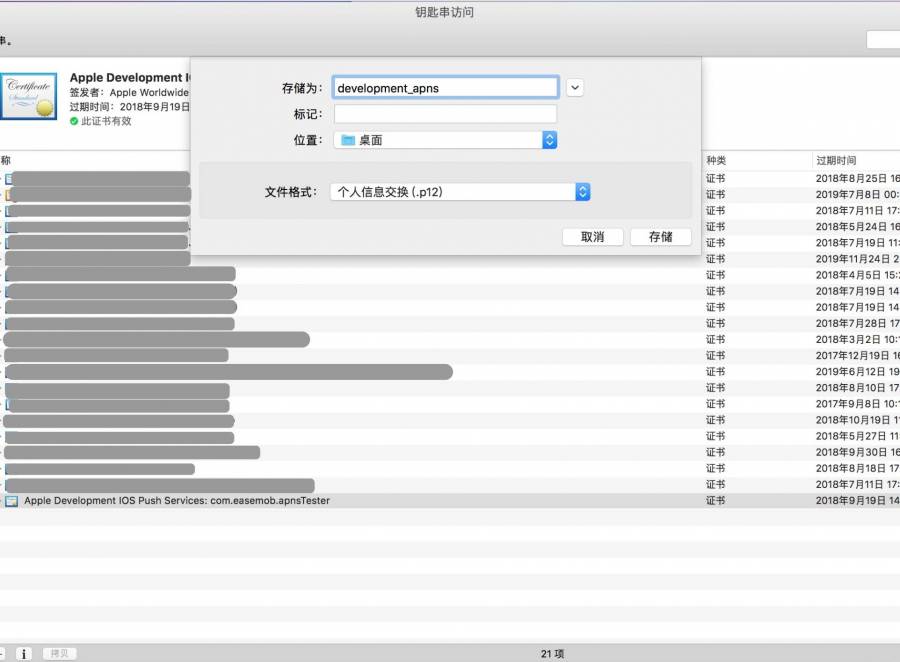 钥匙串访问
串。
Apple Development I
签发者：Apple Worldwide
过期时间：2018年9月19日
此证书有效
Certificate
Standard
存储为：
development_apns
标记：
位置：
桌面
文件格式：
个人信息交换 (.p12)
取消
存储
称
种类
过期时间
证书 2018年8月25日 16
证书 2019年7月8日 00:
证书 2018年7月11日 17:
证书 2018年5月24日 16
证书 2018年7月19日 11:
证书 2019年11月24日 2
证书 2018年4月5日 15:
证书 2018年7月19日 14
证书 2018年7月19日 14
证书 2018年7月28日 17
证书 2018年3月2日 10:
证书 2017年12月19日 16
证书 2019年6月12日 19
证书 2018年8月10日 17
证书 2017年9月8日 10:
证书 2018年10月19日 1
证书 2018年5月27日 11
证书 2018年9月30日 16
证书 2018年8月18日 17
证书 2018年7月11日 17:
Apple Development IOS Push Services: com.easemob.apnsTester 证书 2018年9月19日 14
拷贝
21 项